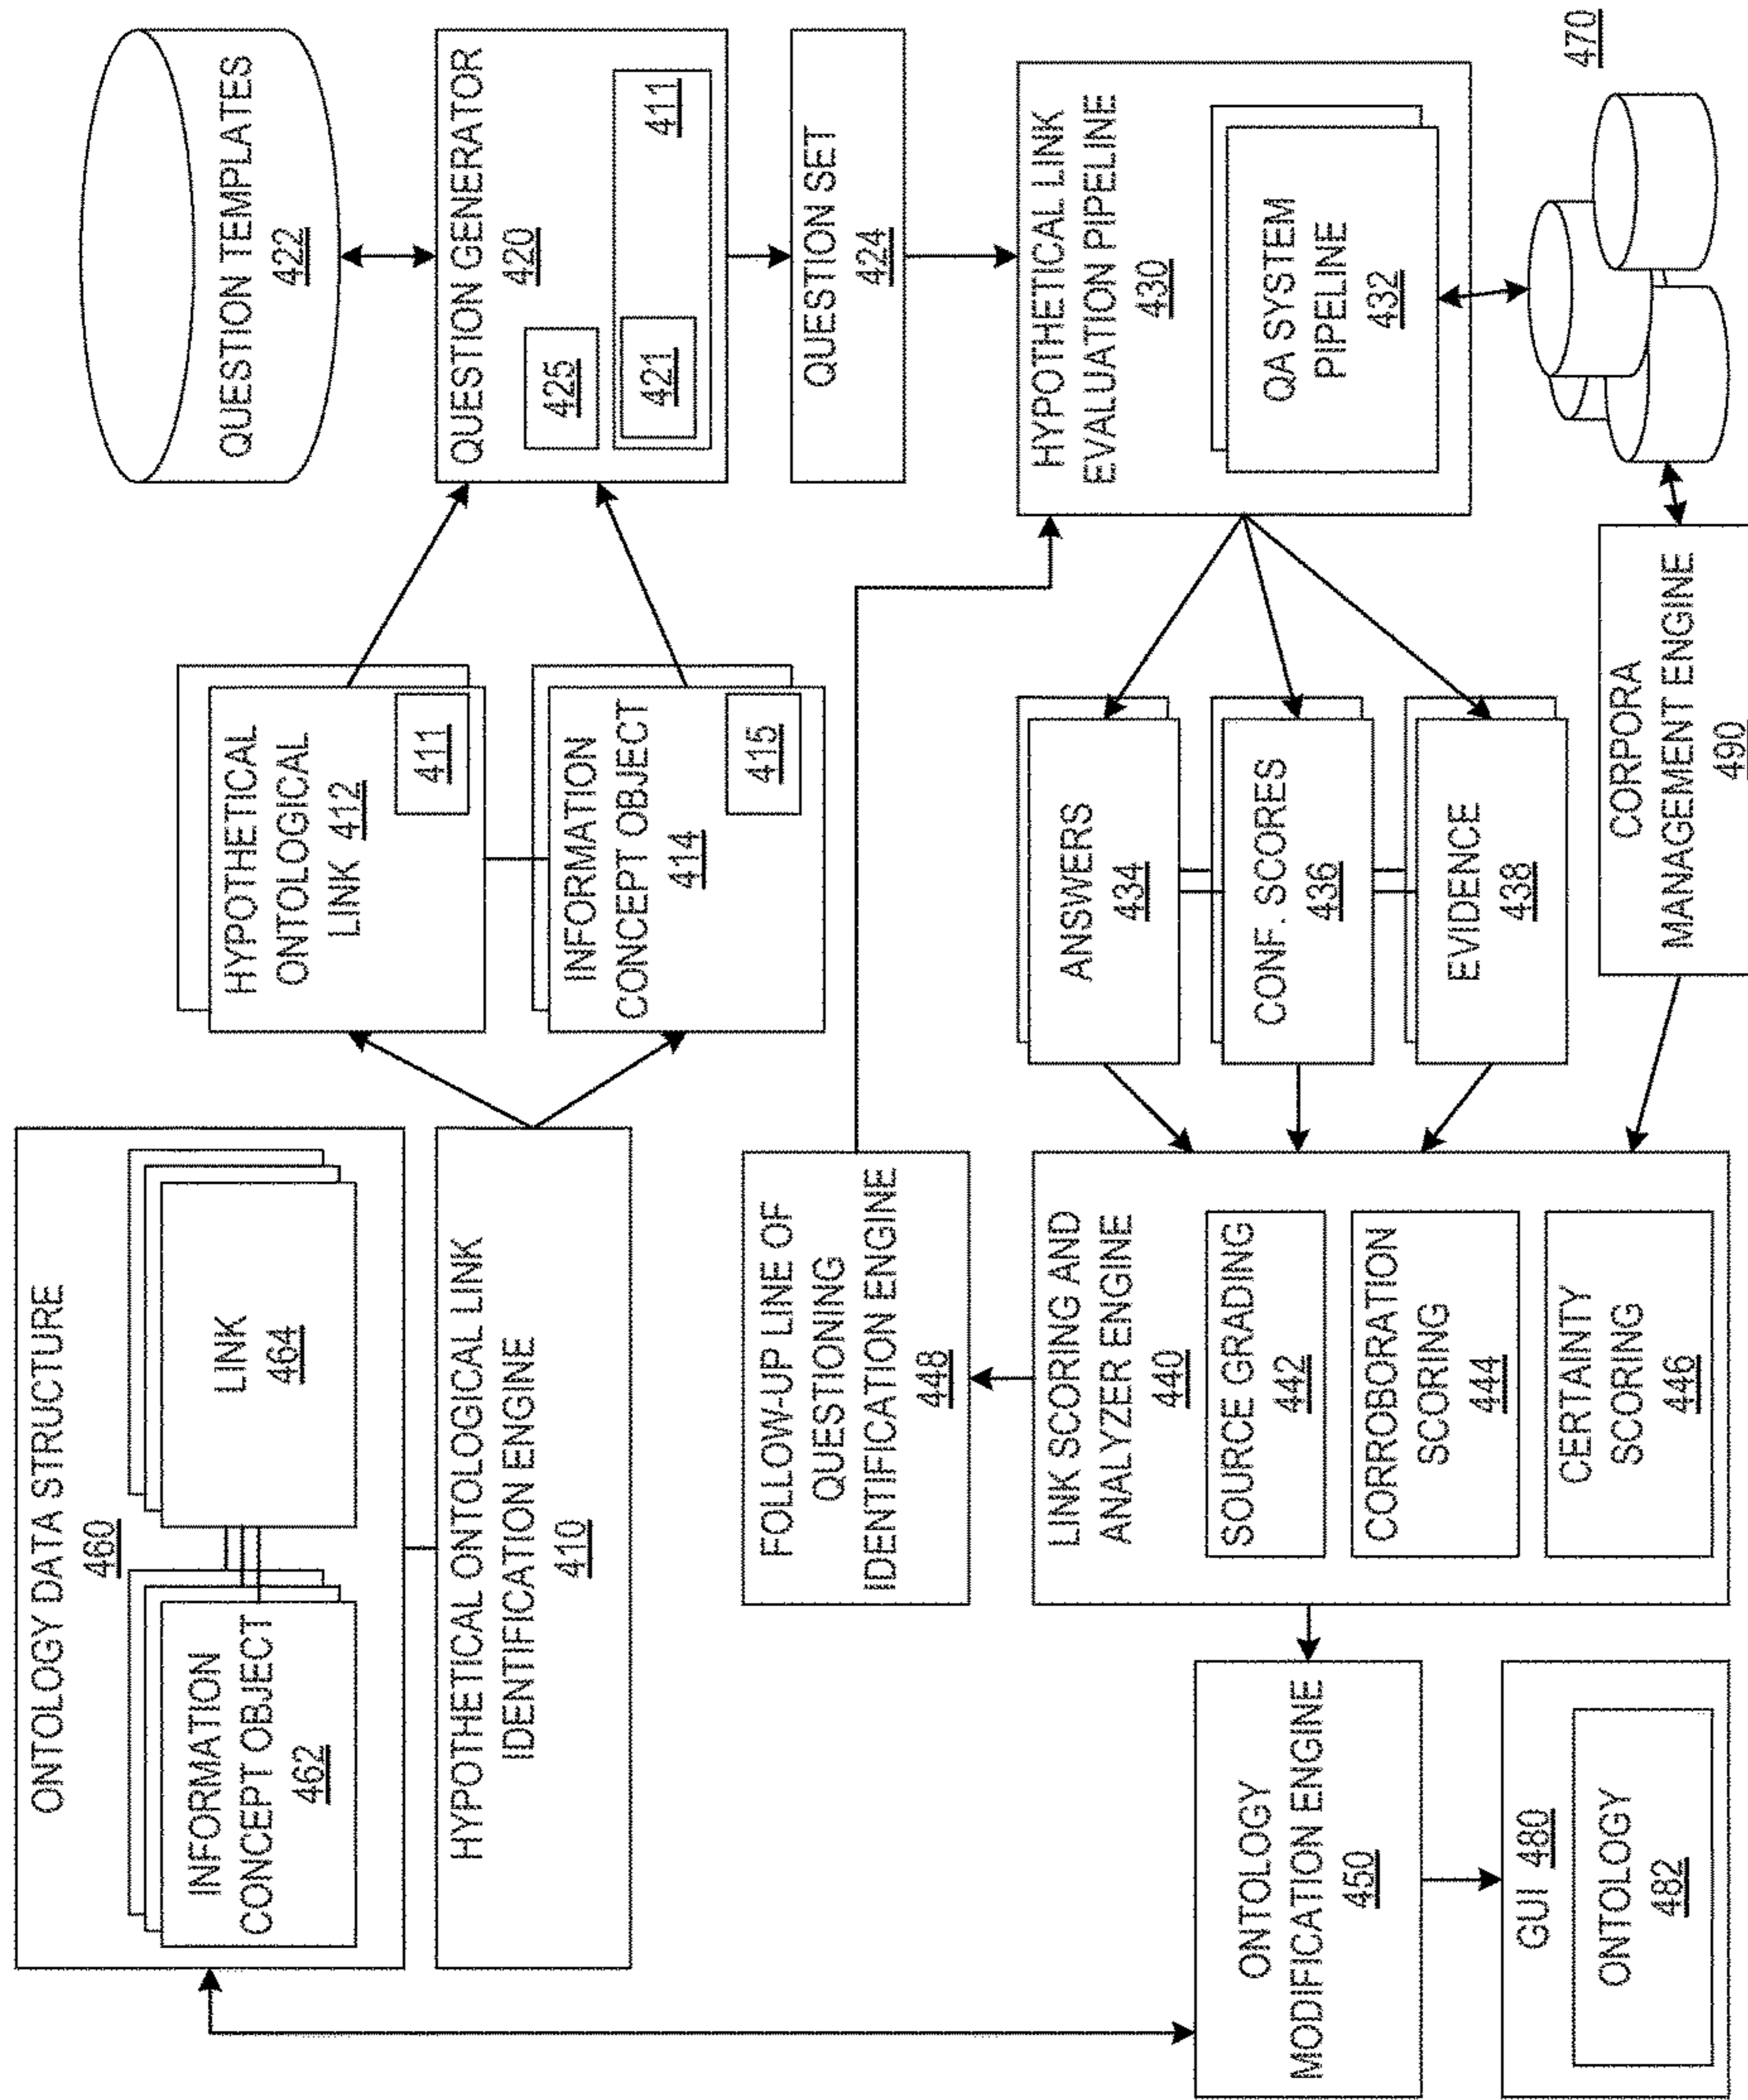 ONTOLOGY DATA STRUCTURE
460
INFORMATION
CONCEPT OBJECT
462
LINK
464
HYPOTHETICAL ONTOLOGICAL LINK
IDENTIFICATION ENGINE
410
HYPOTHETICAL
ONTOLOGICAL
LINK 412
411
INFORMATION
CONCEPT OBJECT
414
415
QUESTION TEMPLATES
422
QUESTION GENERATOR
420
425
421
411
QUESTION SET
424
FOLLOW-UP LINE OF
QUESTIONING
IDENTIFICATION ENGINE
448
HYPOTHETICAL LINK
EVALUATION PIPELINE
430
QA SYSTEM
PIPELINE
432
ANSWERS
434
CONF. SCORES
436
EVIDENCE
438
LINK SCORING AND
ANALYZER ENGINE
440
SOURCE GRADING
442
CORROBORATION
SCORING
444
CERTAINTY
SCORING
446
ONTOLOGY
MODIFICATION ENGINE
450
GUI 480
ONTOLOGY
482
CORPORA
MANAGEMENT ENGINE
490
470